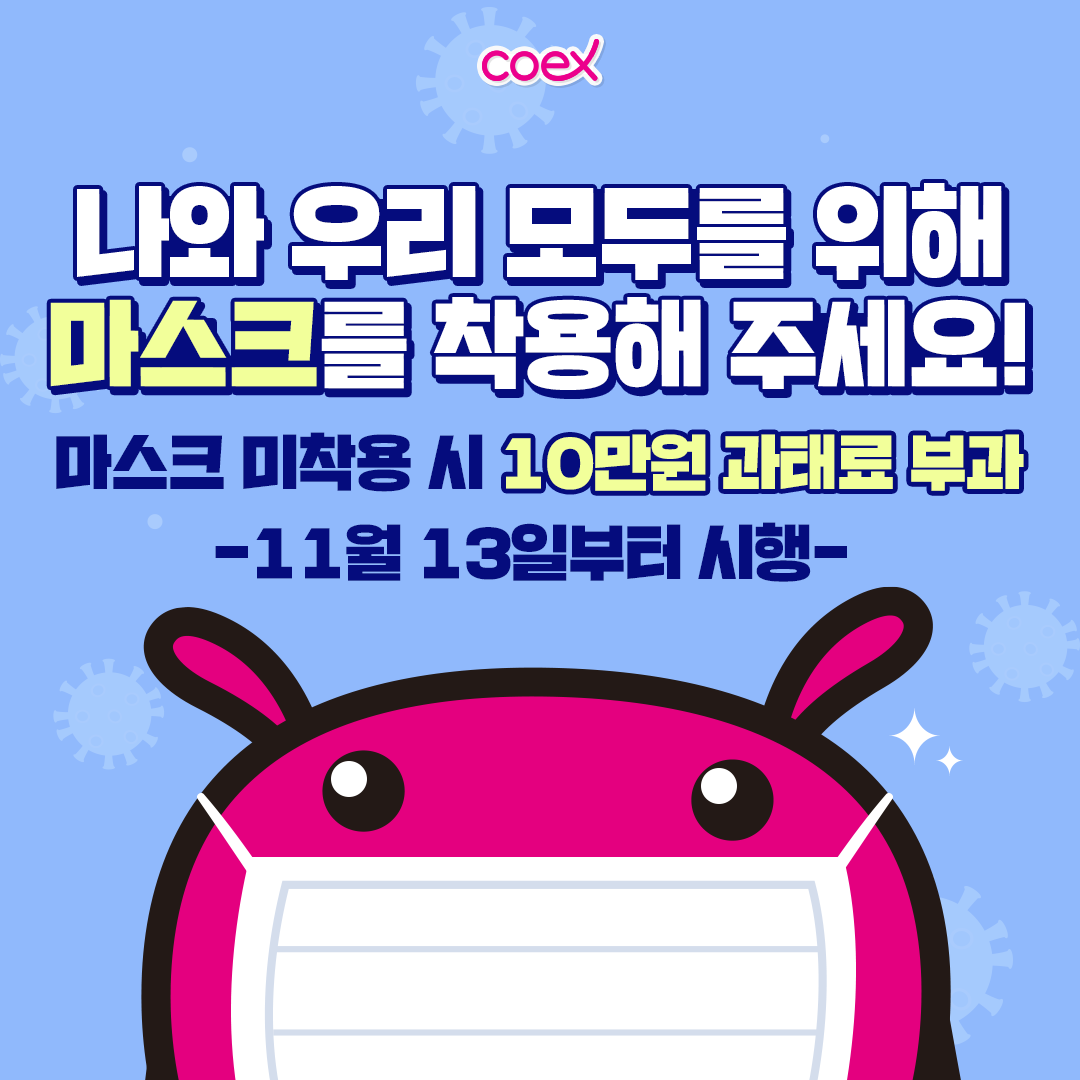 coex
나와 우리 모두를 위해
마스크를 착용해 주세요!
마스크 미착용 시 10만원 과태료 부과
-11월 13일부터 시행-